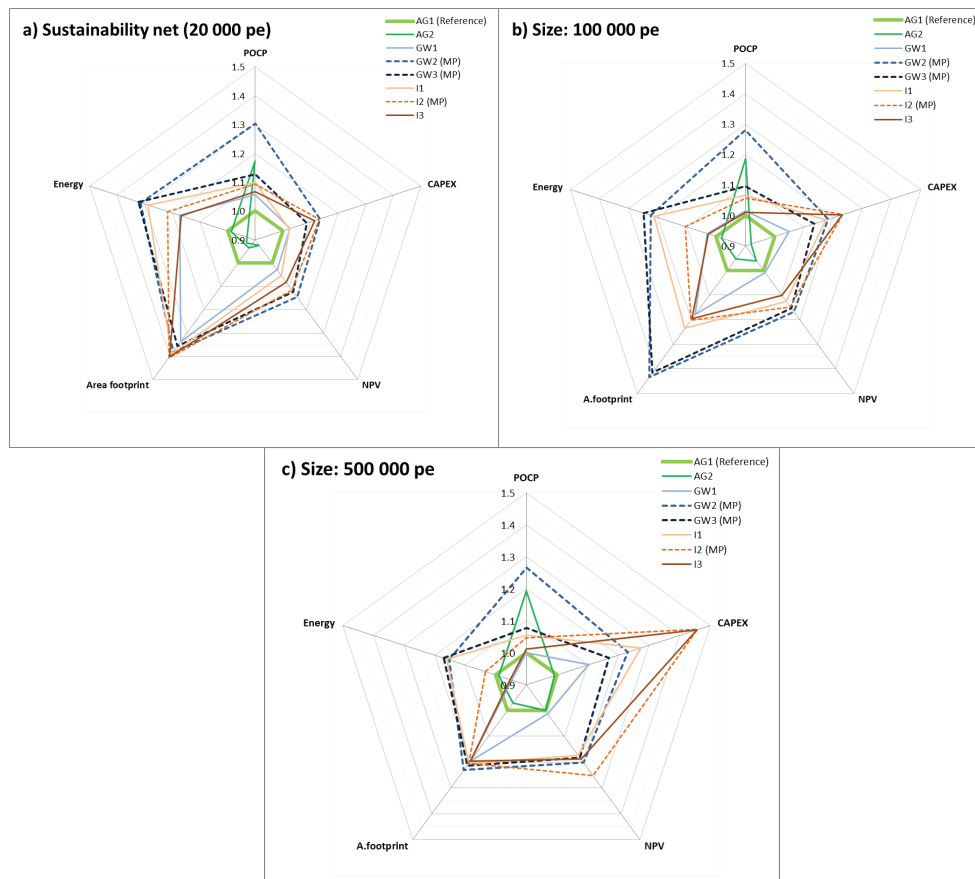 a) Sustainability net (20 000 pe)
POCP
1.5
1.4
1.3
1.2
1.1
1.0
0.9
CAPEX
NPV
Area footprint
Energy
AG1 (Reference)
AG2
GW1
GW2 (MP)
GW3 (MP)
I1
I2 (MP)
I3
b) Size: 100 000 pe
POCP
1.5
1.4
1.3
1.2
1.1
1.0
0.9
CAPEX
NPV
A.footprint
Energy
AG1 (Reference)
AG2
GW1
GW2 (MP)
GW3 (MP)
I1
I2 (MP)
I3
c) Size: 500 000 pe
POCP
1.5
1.4
1.3
1.2
1.1
1.0
0.9
CAPEX
NPV
A.footprint
Energy
AG1 (Reference)
AG2
GW1
GW2 (MP)
GW3 (MP)
I1
I2 (MP)
I3